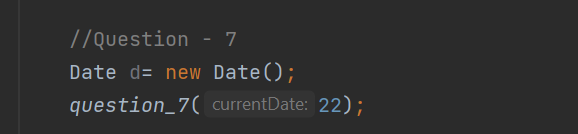 //Question - 7
Date d= new Date();
question_7( currentDate: 22);